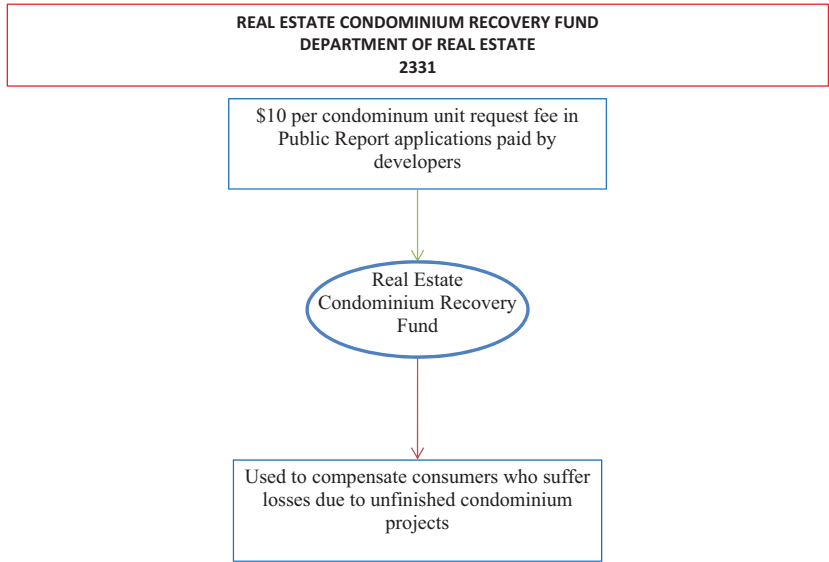 REAL ESTATE CONDOMINIUM RECOVERY FUND
DEPARTMENT OF REAL ESTATE
2331
$10 per condominum unit request fee in
Public Report applications paid by
developers
Real Estate
Condominium Recovery
Fund
Used to compensate consumers who suffer
losses due to unfinished condominium
projects